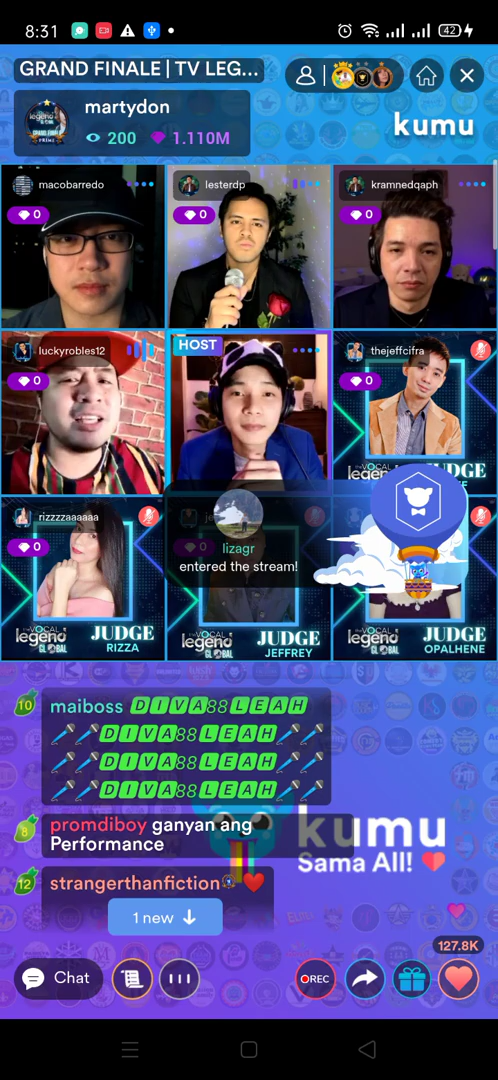 8:31
42
GRAND FINALE | TV LEG...
martydon
200
1.110M
kumu
macobarredo
0
lesterdp
0
kramnedqaph
0
luckyrobles12
0
HOST
thejeffcifra
0
legend
rizzzzaaaaaa
0
0
lizagr
entered the stream!
THE VOCAL
legend
GLOBAL
JUDGE
RIZZA
THE VOCAL
legend
GLOBAL
JUDGE
JEFFREY
THE VOCAL
legend
GLOBAL
JUDGE
OPALHENE
10
maiboss DIVA88LEAH
DIVA88LEAH
DIVA88LEAH
DIVA88LEAH
8
promdiboy ganyan ang
Performance
kumu
Sama All!
12
strangerthanfiction
1 new
127.8K
Chat
REC